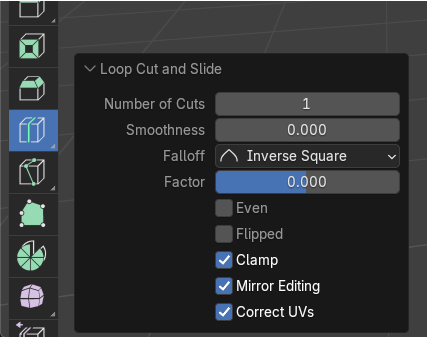 Loop Cut and Slide
Number of Cuts 1
Smoothness 0.000
Falloff Inverse Square
Factor 0.000
Even
Flipped
Clamp
Mirror Editing
Correct UVs